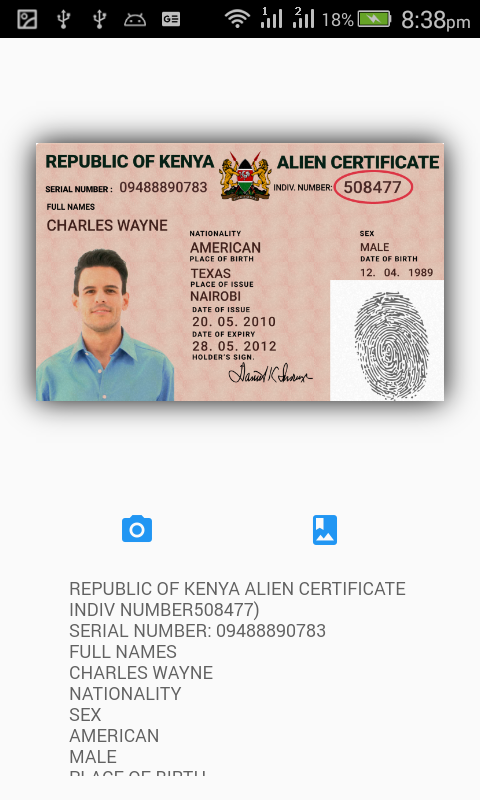 1 2 18% 8:38pm
REPUBLIC OF KENYA ALIEN CERTIFICATE
SERIAL NUMBER : 09488890783 INDIV. NUMBER: 508477
FULL NAMES
CHARLES WAYNE
NATIONALITY
AMERICAN
PLACE OF BIRTH
TEXAS
PLACE OF ISSUE
NAIROBI
DATE OF ISSUE
20. 05. 2010
DATE OF EXPIRY
28. 05. 2012
HOLDER'S SIGN.
SEX
MALE
DATE OF BIRTH
12. 04. 1989
REPUBLIC OF KENYA ALIEN CERTIFICATE
INDIV NUMBER508477)
SERIAL NUMBER: 09488890783
FULL NAMES
CHARLES WAYNE
NATIONALITY
SEX
AMERICAN
MALE
PLACE OF BIRTH